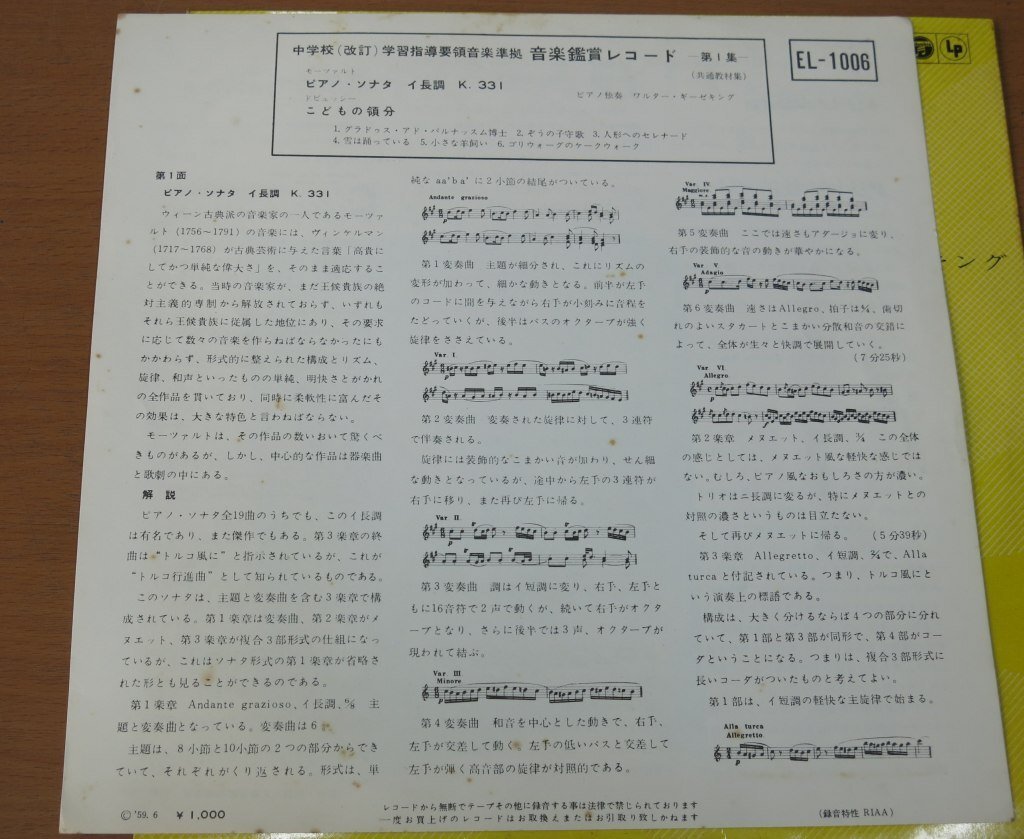 中学校(改訂)学習指導要領音楽準拠 音楽鑑賞レコード ―第1集―
(共通教材集)
EL-1006
LP
モーツァルト
ピアノ・ソナタ イ長調 K. 331
ピアノ独奏 ワルター・ギーゼキング
ドビュッシー
こどもの領分
1. グラドゥス・アド・パルナッスム博士 2. ぞうの子守歌 3. 人形へのセレナード
4. 雪は踊っている 5. 小さな羊飼い 6. ゴリウォーグのケークウォーク
第1面
ピアノ・ソナタ イ長調 K. 331
ウィーン古典派の音楽家の一人であるモーツァ
ルト(1756〜1791)の音楽には、ヴィンケルマン
(1717〜1768)が古典芸術に与えた言葉「高貴に
してかつ単純な偉大さ」を、そのまま適応するこ
とができる。当時の音楽家が、まだ王候貴族の絶
対主義的専制から解放されておらず、いずれも
それら王候貴族に従属した地位にあり、その要求
に応じて数々の音楽を作らねばならなかったにも
かかわらず、形式的に整えられた構成とリズム、
旋律、和声といったものの単純、明快さとがかれ
の全作品を貫いており、同時に柔軟性に富んだそ
の効果は、大きな特色と言わねばならない。
モーツァルトは、その作品の数いおいて驚くべ
きものがあるが、しかし、中心的な作品は器楽曲
と歌劇の中にある。
解説
ピアノ・ソナタ全19曲のうちでも、このイ長調
は有名であり、また傑作でもある。第3楽章の終
曲は“トルコ風に”と指示されているが、これが
“トルコ行進曲”として知られているものである。
このソナタは、主題と変奏曲を含む3楽章で構
成されている。第1楽章は変奏曲、第2楽章がメ
ヌエット、第3楽章が複合3部形式の仕組になっ
ているが、これはソナタ形式の第1楽章が省略さ
れた形とも見ることができるのである。
第1楽章 Andante grazioso、イ長調、6/8 主
題と変奏曲となっている。変奏曲は6。
主題は、8小節と10小節の2つの部分からでき
ていて、それぞれがくり返される。形式は、単
純な aa'ba' に2小節の結尾がついている。
Andante grazioso
第1変奏曲 主題が細分され、これにリズムの
変形が加わって、細かな動きとなる。前半が左手
のコードに間を与えながら右手が小刻みに音程を
たどっていくが、後半はバスのオクターブが強く
旋律をささえている。
Var I
第2変奏曲 変奏された旋律に対して、3連符
で伴奏される。
旋律には装飾的なこまかい音が加わり、せん細
な動きとなっているが、途中から左手の3連符が
右手に移り、また再び左手に帰る。
Var II
第3変奏曲 調はイ短調に変り、右手、左手と
もに16音符で2声で動くが、続いて右手がオクタ
ーブとなり、さらに後半では3声、オクターブが
現われて結ぶ。
Var III
Minore
第4変奏曲 和音を中心とした動きで、右手、
左手が交差して動く。左手の低いバスと交差して
左手が弾く高音部の旋律が対照的である。
Var IV
Maggiore
第5変奏曲 ここでは速さもアダージョに変り、
右手の装飾的な音の動きが華やかになる。
Var V
Adagio
第6変奏曲 速さはAllegro、拍子は4/4、歯切
れのよいスタカートとこまかい分散和音の交錯に
よって、全体が生々と快調で展開していく。
(7分25秒)
Var VI
Allegro
第2楽章 メヌエット、イ長調、3/4 この全体
の感じとしては、メヌエット風な軽快な感じでは
ない。むしろ、ピアノ風なおもしろさの方が濃い。
トリオはニ長調に変るが、特にメヌエットとの
対照の濃さというものは目立たない。
そして再びメヌエットに帰る。 (5分39秒)
第3楽章 Allegretto、イ短調、2/4で、Alla
turcaと付記されている。つまり、トルコ風にと
いう演奏上の標語である。
構成は、大きく分けるならば4つの部分に分れ
ていて、第1部と第3部が同形で、第4部がコー
ダということになる。つまりは、複合3部形式に
長いコーダがついたものと考えてよい。
第1部は、イ短調の軽快な主旋律で始まる。
Alla turca
Allegretto
キング
©'59. 6 ¥1,000
レコードから無断でテープその他に録音する事は法律で禁じられております
一度お買上げのレコードはお取換えまたはお引取り致しかねます
(録音特性 RIAA)